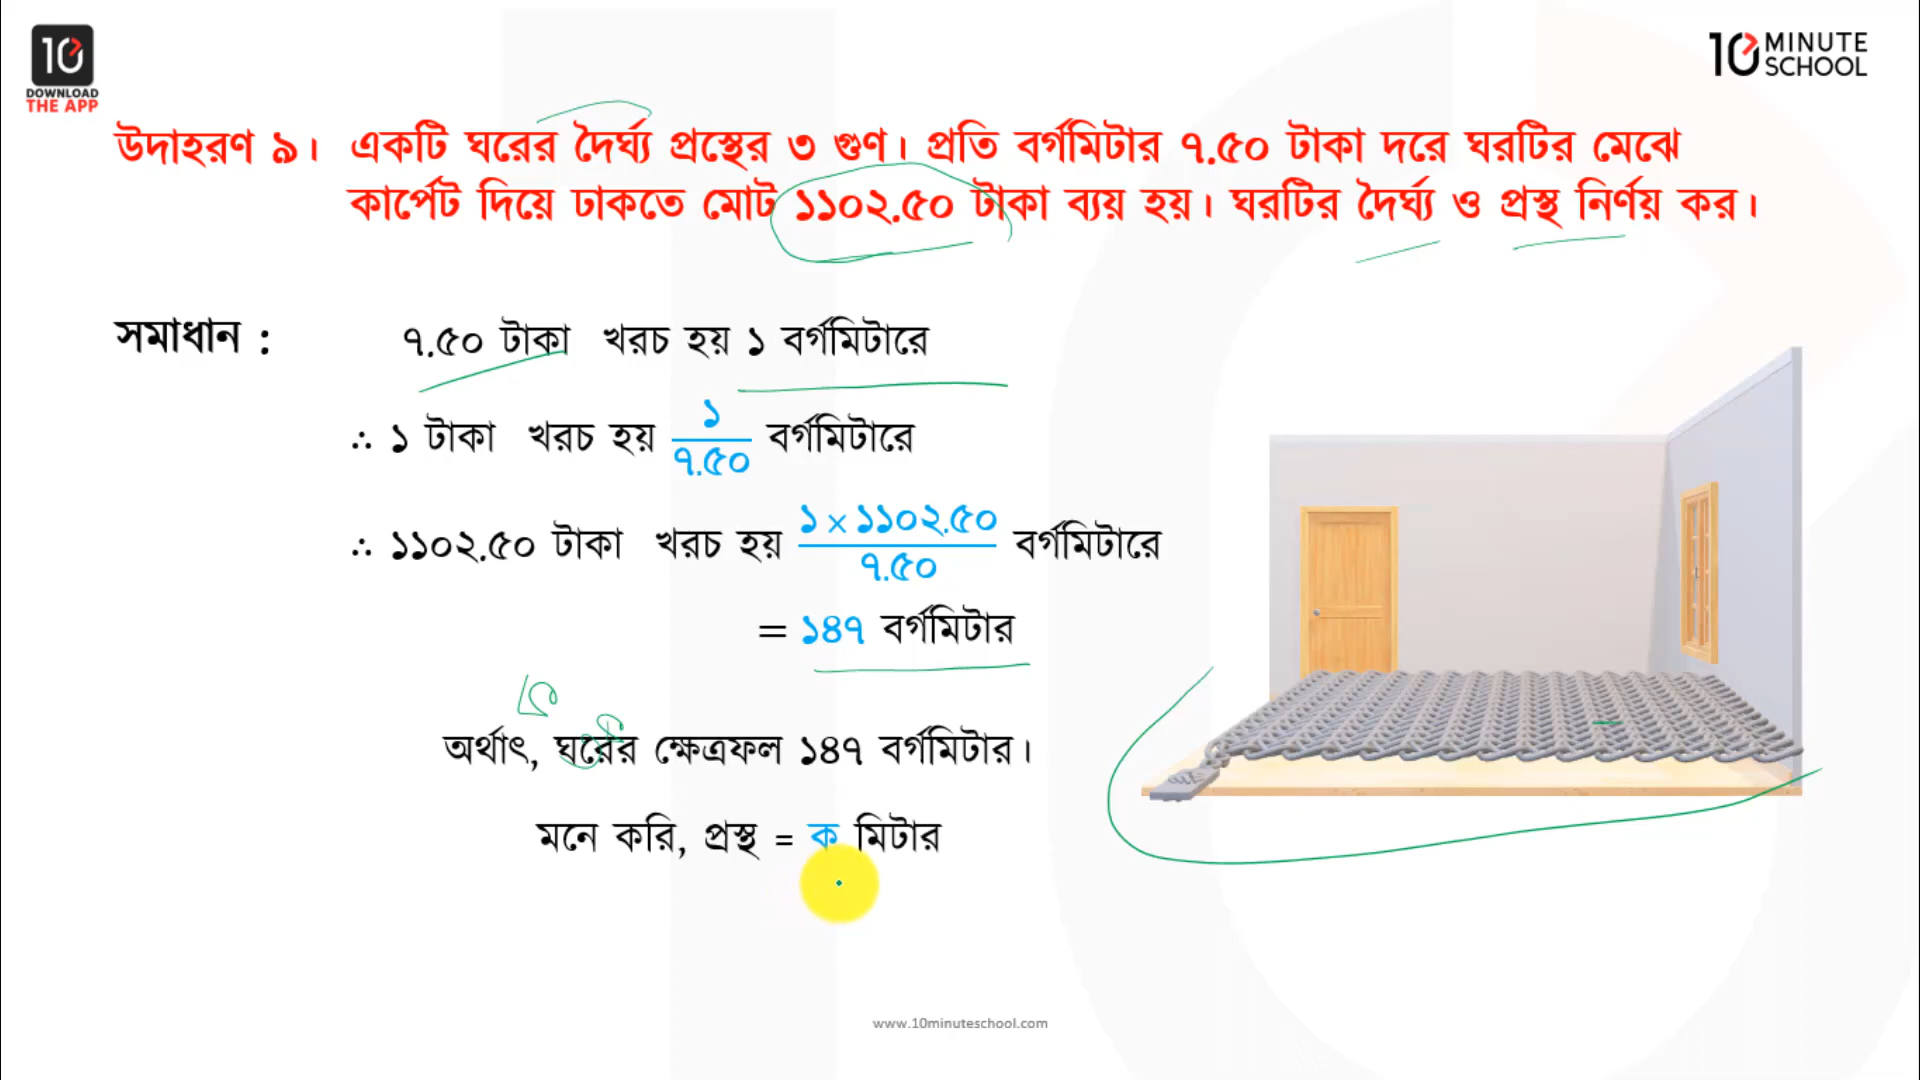 10
DOWNLOAD
THE APP
10 MINUTE
SCHOOL
উদাহরণ ৯। একটি ঘরের দৈর্ঘ্য প্রস্থের ৩ গুণ। প্রতি বর্গমিটার ৭.৫০ টাকা দরে ঘরটির মেঝে
কার্পেট দিয়ে ঢাকতে মোট ১১০২.৫০ টাকা ব্যয় হয়। ঘরটির দৈর্ঘ্য ও প্রস্থ নির্ণয় কর।
সমাধান : ৭.৫০ টাকা খরচ হয় ১ বর্গমিটারে
∴ ১ টাকা খরচ হয় ১/৭.৫০ বর্গমিটারে
∴ ১১০২.৫০ টাকা খরচ হয় ১ × ১১০২.৫০/৭.৫০ বর্গমিটারে
= ১৪৭ বর্গমিটার
অর্থাৎ, ঘরের ক্ষেত্রফল ১৪৭ বর্গমিটার।
মনে করি, প্রস্থ = ক মিটার
www.10minuteschool.com